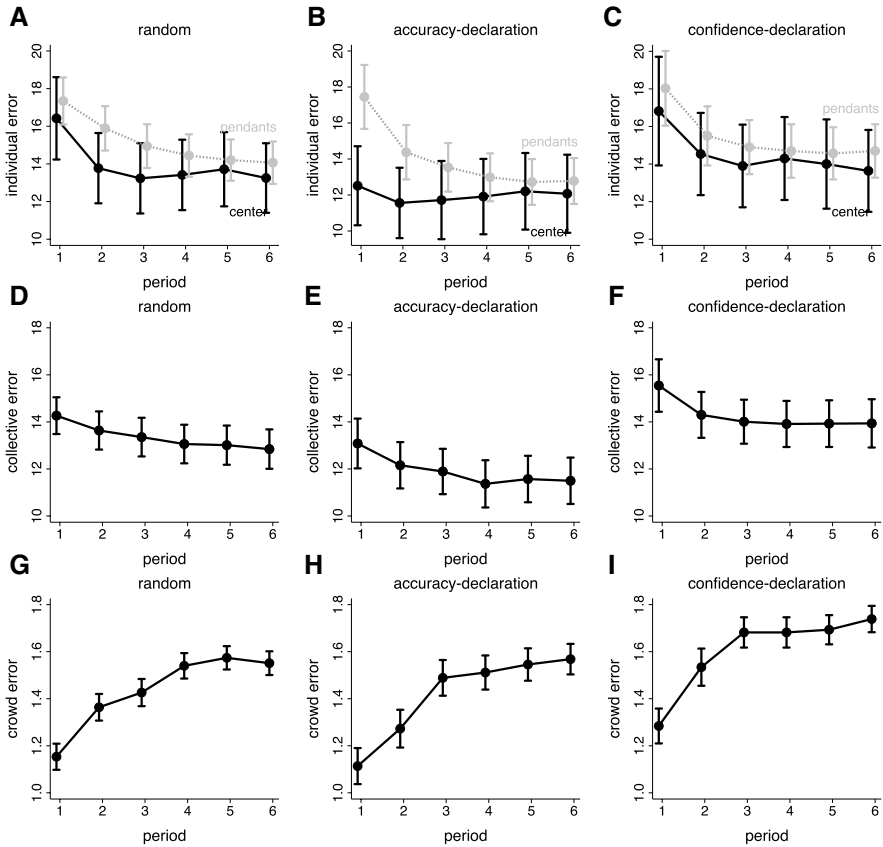 A
random
individual error
20
18
16
14
12
10
pendants
center
1 2 3 4 5 6
period
B
accuracy-declaration
individual error
20
18
16
14
12
10
pendants
center
1 2 3 4 5 6
period
C
confidence-declaration
individual error
20
18
16
14
12
10
pendants
center
1 2 3 4 5 6
period
D
random
collective error
18
16
14
12
10
1 2 3 4 5 6
period
E
accuracy-declaration
collective error
18
16
14
12
10
1 2 3 4 5 6
period
F
confidence-declaration
collective error
18
16
14
12
10
1 2 3 4 5 6
period
G
random
crowd error
1.8
1.6
1.4
1.2
1.0
1 2 3 4 5 6
period
H
accuracy-declaration
crowd error
1.8
1.6
1.4
1.2
1.0
1 2 3 4 5 6
period
I
confidence-declaration
crowd error
1.8
1.6
1.4
1.2
1.0
1 2 3 4 5 6
period